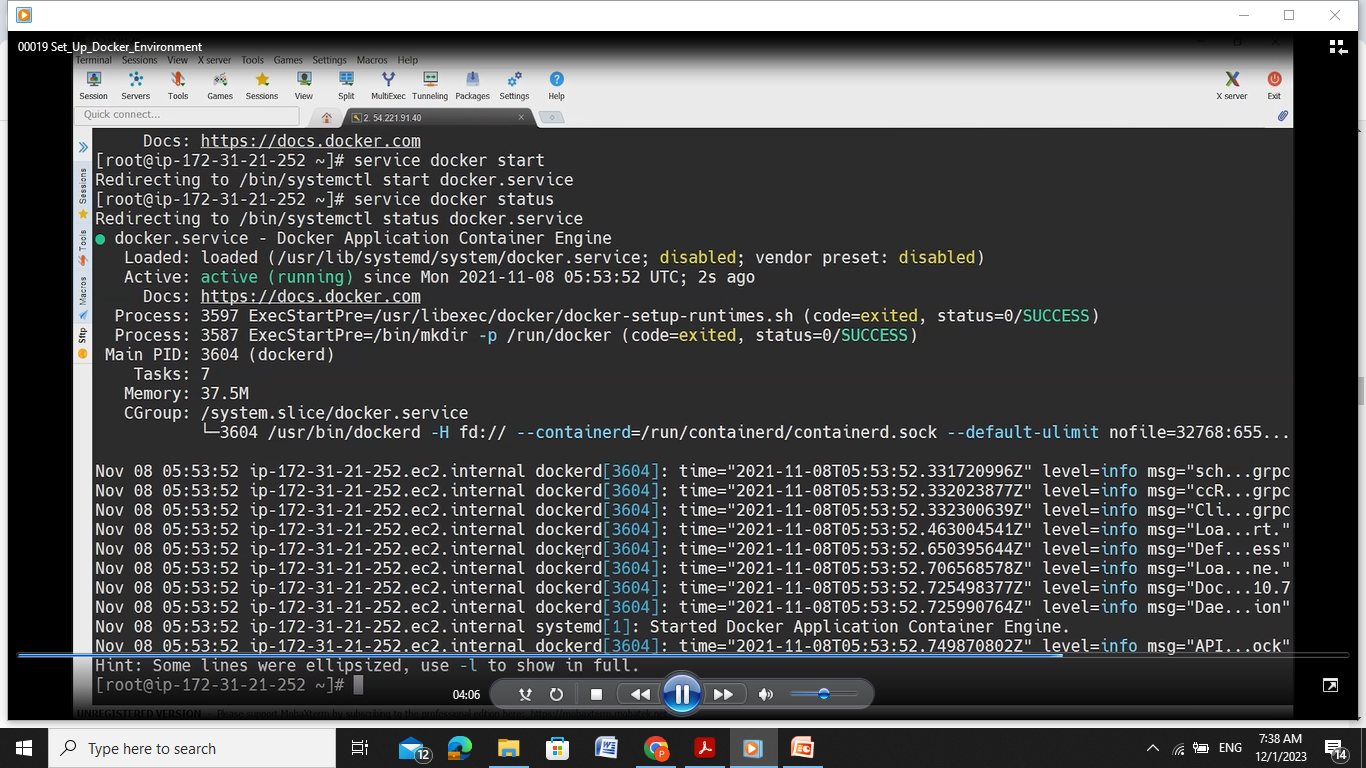 00019 Set_Up_Docker_Environment
Terminal Sessions View X server Tools Games Settings Macros Help
Session Servers Tools Games Sessions View Split MultiExec Tunneling Packages Settings Help X server Exit
Quick connect...
2. 54.221.91.40
Docs: https://docs.docker.com
[root@ip-172-31-21-252 ~]# service docker start
Redirecting to /bin/systemctl start docker.service
[root@ip-172-31-21-252 ~]# service docker status
Redirecting to /bin/systemctl status docker.service
● docker.service - Docker Application Container Engine
Loaded: loaded (/usr/lib/systemd/system/docker.service; disabled; vendor preset: disabled)
Active: active (running) since Mon 2021-11-08 05:53:52 UTC; 2s ago
Docs: https://docs.docker.com
Process: 3597 ExecStartPre=/usr/libexec/docker/docker-setup-runtimes.sh (code=exited, status=0/SUCCESS)
Process: 3587 ExecStartPre=/bin/mkdir -p /run/docker (code=exited, status=0/SUCCESS)
Main PID: 3604 (dockerd)
Tasks: 7
Memory: 37.5M
CGroup: /system.slice/docker.service
└─3604 /usr/bin/dockerd -H fd:// --containerd=/run/containerd/containerd.sock --default-ulimit nofile=32768:655...
Nov 08 05:53:52 ip-172-31-21-252.ec2.internal dockerd[3604]: time="2021-11-08T05:53:52.331720996Z" level=info msg="sch...grpc
Nov 08 05:53:52 ip-172-31-21-252.ec2.internal dockerd[3604]: time="2021-11-08T05:53:52.332023877Z" level=info msg="ccR...grpc
Nov 08 05:53:52 ip-172-31-21-252.ec2.internal dockerd[3604]: time="2021-11-08T05:53:52.332300639Z" level=info msg="Cli...grpc
Nov 08 05:53:52 ip-172-31-21-252.ec2.internal dockerd[3604]: time="2021-11-08T05:53:52.463004541Z" level=info msg="Loa...rt."
Nov 08 05:53:52 ip-172-31-21-252.ec2.internal dockerd[3604]: time="2021-11-08T05:53:52.650395644Z" level=info msg="Def...ess"
Nov 08 05:53:52 ip-172-31-21-252.ec2.internal dockerd[3604]: time="2021-11-08T05:53:52.706568578Z" level=info msg="Loa...ne."
Nov 08 05:53:52 ip-172-31-21-252.ec2.internal dockerd[3604]: time="2021-11-08T05:53:52.725498377Z" level=info msg="Doc...10.7
Nov 08 05:53:52 ip-172-31-21-252.ec2.internal dockerd[3604]: time="2021-11-08T05:53:52.725990764Z" level=info msg="Dae...ion"
Nov 08 05:53:52 ip-172-31-21-252.ec2.internal systemd[1]: Started Docker Application Container Engine.
Nov 08 05:53:52 ip-172-31-21-252.ec2.internal dockerd[3604]: time="2021-11-08T05:53:52.749870802Z" level=info msg="API...ock"
Hint: Some lines were ellipsized, use -l to show in full.
[root@ip-172-31-21-252 ~]#
Sessions
Tools
Macros
Sftp
04:06
UNREGISTERED VERSION
Type here to search
12
ENG
7:38 AM
12/1/2023
14